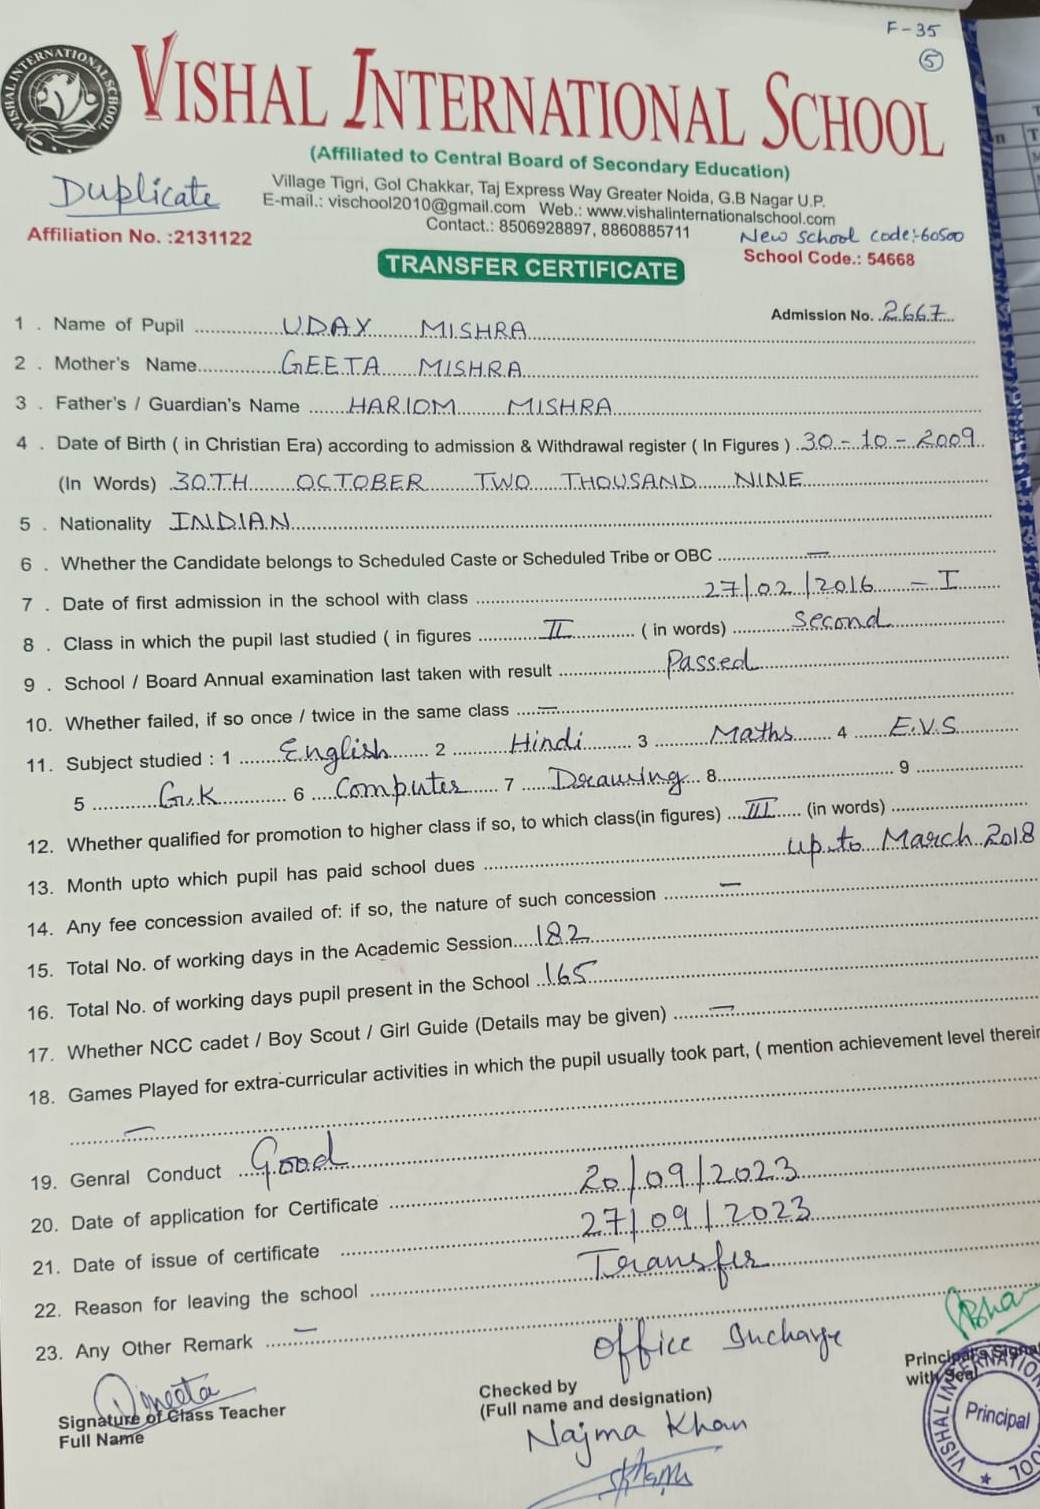 F-35
5
VISHAL INTERNATIONAL SCHOOL
VISHAL INTERNATIONAL SCHOOL
(Affiliated to Central Board of Secondary Education)
Duplicate
Village Tigri, Gol Chakkar, Taj Express Way Greater Noida, G.B Nagar U.P.
E-mail.: vischool2010@gmail.com Web.: www.vishalinternationalschool.com
Contact.: 8506928897, 8860885711
New School code:-60500
Affiliation No. :2131122
School Code.: 54668
TRANSFER CERTIFICATE
Admission No. 2667
1 . Name of Pupil UDAY MISHRA
2 . Mother's Name GEETA MISHRA
3 . Father's / Guardian's Name HARIOM MISHRA
4 . Date of Birth ( in Christian Era) according to admission & Withdrawal register ( In Figures ) 30-10-2009
(In Words) 30TH OCTOBER TWO THOUSAND NINE
5 . Nationality INDIAN
6 . Whether the Candidate belongs to Scheduled Caste or Scheduled Tribe or OBC —
7 . Date of first admission in the school with class 27/02/2016 - I
8 . Class in which the pupil last studied ( in figures II ( in words) Second
9 . School / Board Annual examination last taken with result Passed
10. Whether failed, if so once / twice in the same class —
11. Subject studied : 1 English 2 Hindi 3 Maths 4 E.V.S
5 G.K 6 Computer 7 Drawing 8 9
12. Whether qualified for promotion to higher class if so, to which class(in figures) III (in words)
13. Month upto which pupil has paid school dues up to March 2018
14. Any fee concession availed of: if so, the nature of such concession —
15. Total No. of working days in the Academic Session 182
16. Total No. of working days pupil present in the School 165
17. Whether NCC cadet / Boy Scout / Girl Guide (Details may be given) —
18. Games Played for extra-curricular activities in which the pupil usually took part, ( mention achievement level therein
—
19. Genral Conduct Good
20. Date of application for Certificate 20/09/2023
21. Date of issue of certificate 27/09/2023
22. Reason for leaving the school Transfer
23. Any Other Remark —
Office Incharge
Principal's Signa
with Seal
Checked by
(Full name and designation)
Signature of Class Teacher
Full Name
Najma Khan
Principal